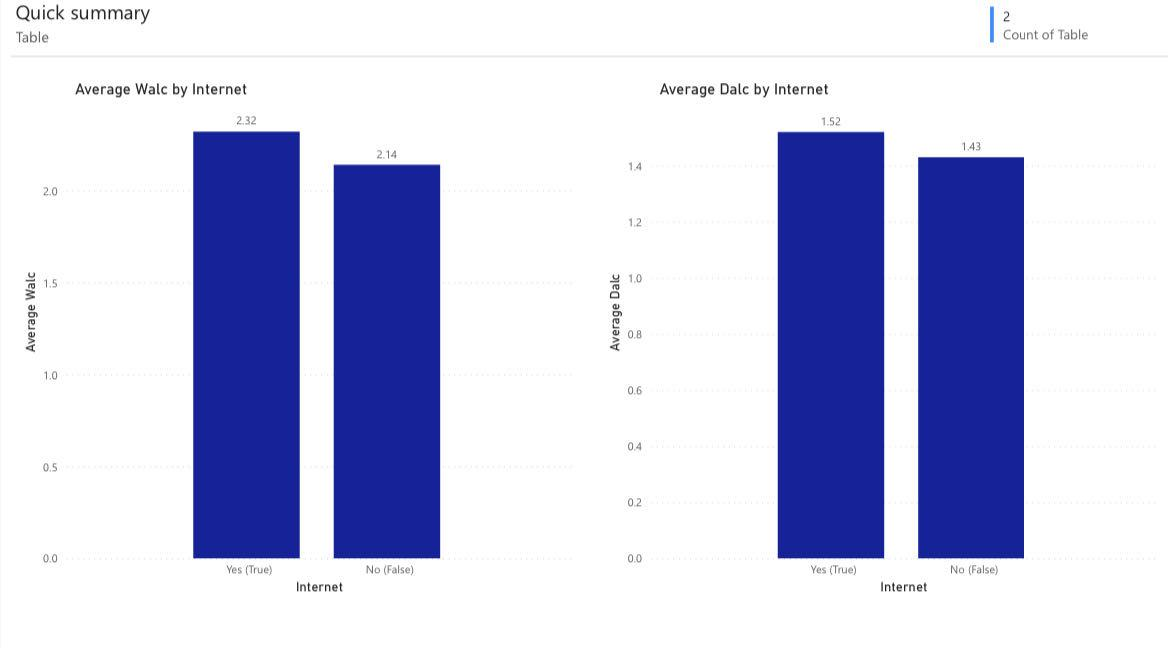 Quick summary
Table
2
Count of Table
Average Walc by Internet
2.32
2.14
2.0
1.5
1.0
0.5
0.0
Average Walc
Yes (True)
No (False)
Internet
Average Dalc by Internet
1.52
1.43
1.4
1.2
1.0
0.8
0.6
0.4
0.2
0.0
Average Dalc
Yes (True)
No (False)
Internet